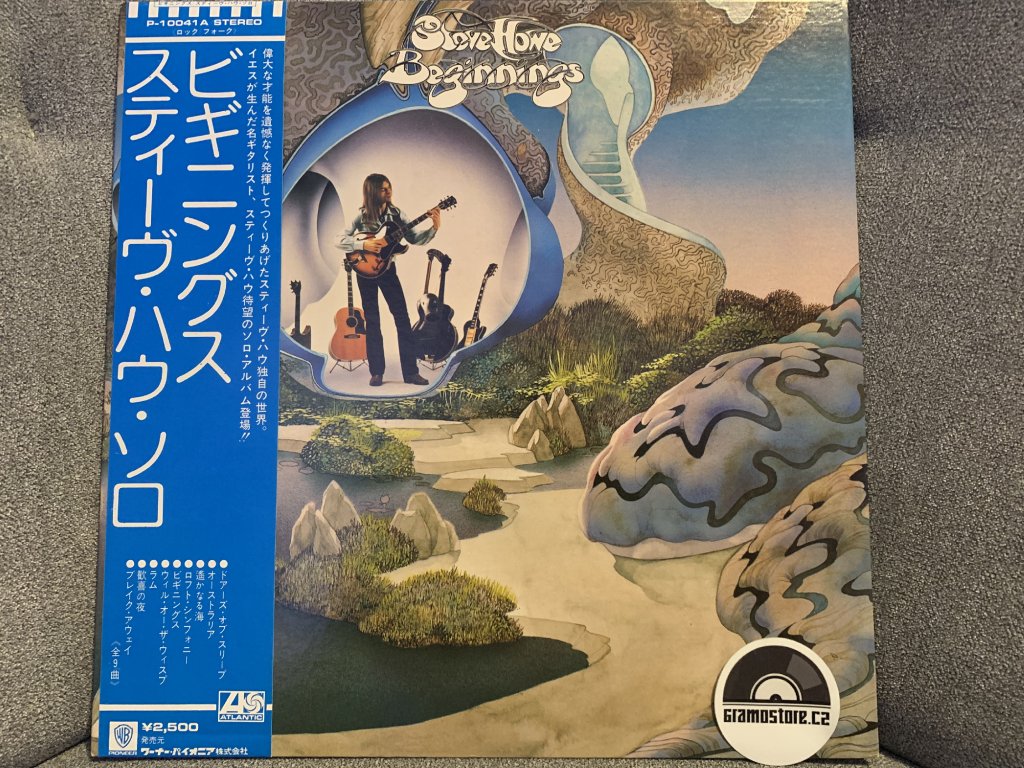 P-10041A STEREO
(ロック フォーク)
ビギニングス
スティーヴ・ハウ・ソロ
偉大な才能を遺憾なく発揮してつくりあげたスティーヴ・ハウ独自の世界。
イエスが生んだ名ギタリスト、スティーヴ・ハウ待望のソロ・アルバム登場!!
●ドアーズ・オブ・スリープ
●オーストラリア
●遥かなる海
●ロフト・シンフォニー
●ビギニングス
●ウィル・オー・ザ・ウィスプ
●ラム
●歓喜の夜
●ブレイク・アウェイ
《全9曲》
ATLANTIC
¥2,500
発売元
PIONEER
ワーナー・パイオニア株式会社
Steve Howe
Beginnings
GRAMOSTORE.CZ